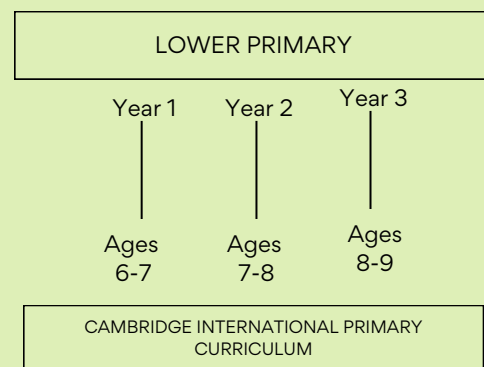 LOWER PRIMARY
Year 1 Year 2 Year 3
Ages Ages Ages
6-7 7-8 8-9
CAMBRIDGE INTERNATIONAL PRIMARY
CURRICULUM